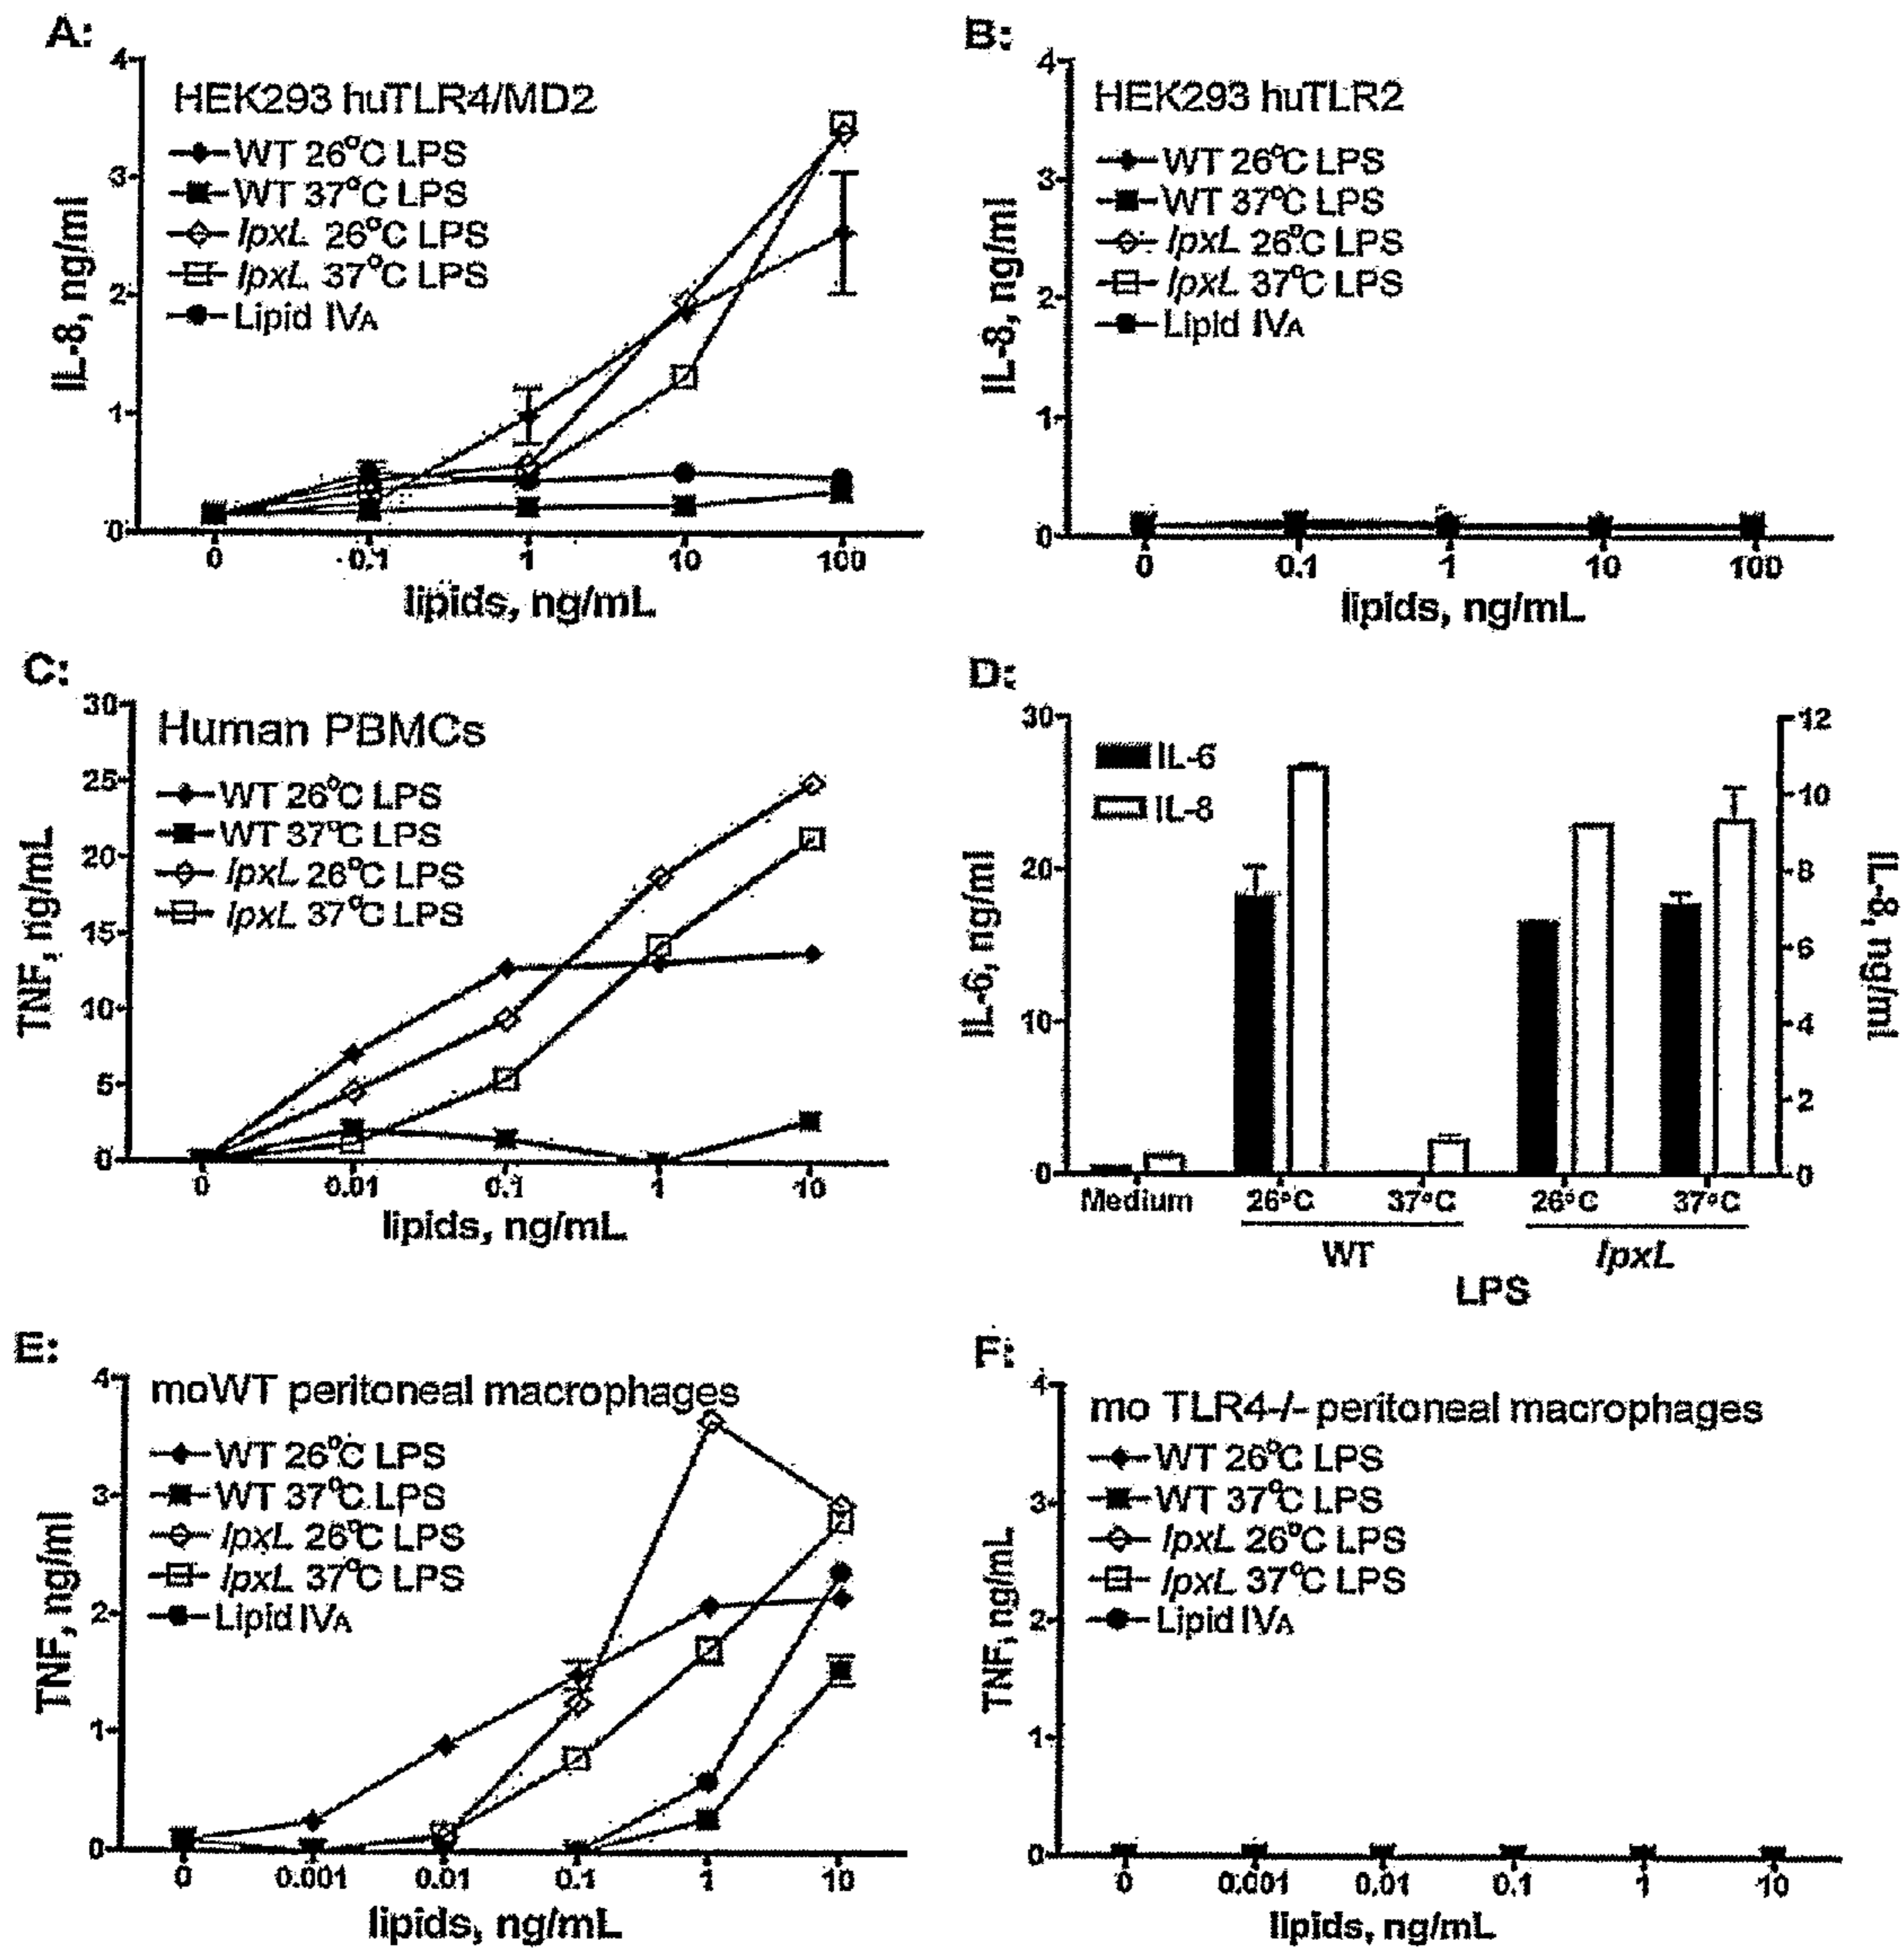 A:
HEK293 huTLR4/MD2
WT 26°C LPS
WT 37°C LPS
lpxL 26°C LPS
lpxL 37°C LPS
Lipid IVA
IL-8, ng/ml
4
3
2
1
0
0 0.1 1 10 100
lipids, ng/mL
B:
HEK293 huTLR2
WT 26°C LPS
WT 37°C LPS
lpxL 26°C LPS
lpxL 37°C LPS
Lipid IVA
IL-8, ng/ml
4
3
2
1
0
0 0.1 1 10 100
lipids, ng/mL
C:
Human PBMCs
WT 26°C LPS
WT 37°C LPS
lpxL 26°C LPS
lpxL 37°C LPS
TNF, ng/mL
30
25
20
15
10
5
0
0 0.01 0.1 1 10
lipids, ng/mL
D:
IL-6
IL-8
IL-6, ng/ml
30
20
10
0
IL-8, ng/ml
12
10
8
6
4
2
0
Medium 26°C 37°C 26°C 37°C
WT lpxL
LPS
E:
moWT peritoneal macrophages
WT 26°C LPS
WT 37°C LPS
lpxL 26°C LPS
lpxL 37°C LPS
Lipid IVA
TNF, ng/ml
4
3
2
1
0
0 0.001 0.01 0.1 1 10
lipids, ng/mL
F:
mo TLR4-/- peritoneal macrophages
WT 26°C LPS
WT 37°C LPS
lpxL 26°C LPS
lpxL 37°C LPS
Lipid IVA
TNF, ng/mL
4
3
2
1
0
0 0.001 0.01 0.1 1 10
lipids, ng/mL